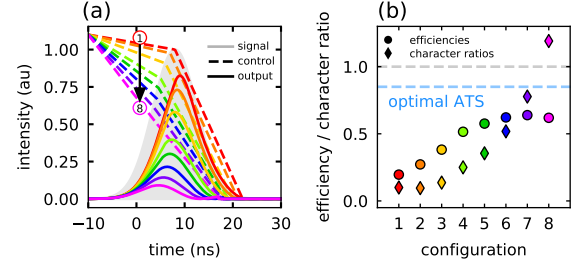 (a)
intensity (au)
1.00
0.75
0.50
0.25
0.00
1
8
signal
control
output
−10
0
10
20
30
time (ns)
(b)
efficiency / character ratio
1.0
0.5
0.0
efficiencies
character ratios
optimal ATS
1 2 3 4 5 6 7 8
configuration